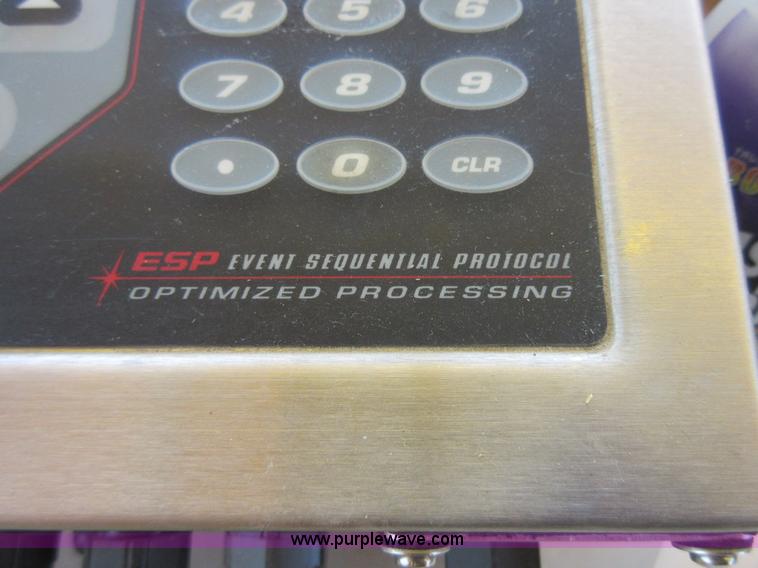 4 5 6
7 8 9
. 0 CLR
ESP EVENT SEQUENTIAL PROTOCOL
OPTIMIZED PROCESSING
www.purplewave.com